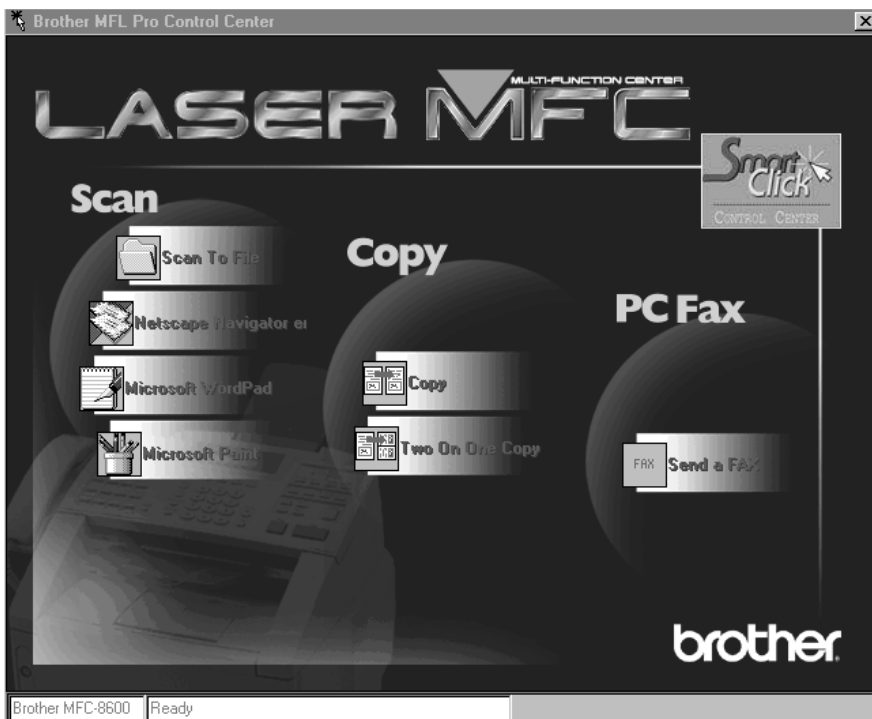 Brother MFL Pro Control Center
MULTI-FUNCTION CENTER
LASER MFC
Smart Click
CONTROL CENTER
Scan
Scan To File
Netscape Navigator er
Microsoft WordPad
Microsoft Paint
Copy
Copy
Two On One Copy
PC Fax
FAX
Send a FAX
brother
Brother MFC-8600
Ready